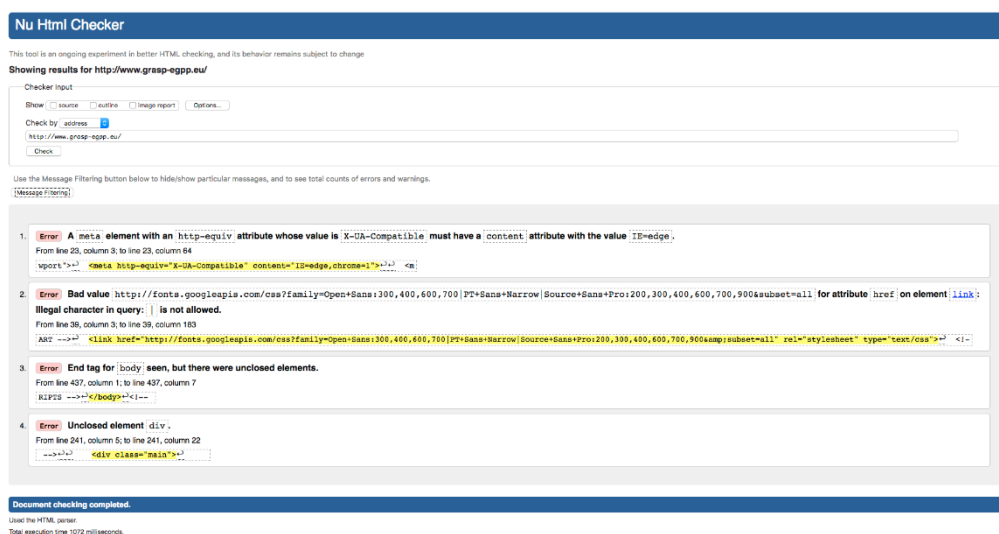 Nu Html Checker
This tool is an ongoing experiment in better HTML checking, and its behavior remains subject to change
Showing results for http://www.grasp-egpp.eu/
Checker Input
Show source outline image report Options...
Check by address
http://www.grasp-egpp.eu/
Check
Use the Message Filtering button below to hide/show particular messages, and to see total counts of errors and warnings.
Message Filtering
1. Error A meta element with an http-equiv attribute whose value is X-UA-Compatible must have a content attribute with the value IE=edge.
From line 23, column 3; to line 23, column 64
wport">↩ <meta http-equiv="X-UA-Compatible" content="IE=edge,chrome=1">↩↩ <m
2. Error Bad value http://fonts.googleapis.com/css?family=Open+Sans:300,400,600,700|PT+Sans+Narrow|Source+Sans+Pro:200,300,400,600,700,900&subset=all for attribute href on element link:
Illegal character in query: | is not allowed.
From line 39, column 3; to line 39, column 183
ART -->↩ <link href="http://fonts.googleapis.com/css?family=Open+Sans:300,400,600,700|PT+Sans+Narrow|Source+Sans+Pro:200,300,400,600,700,900&amp;subset=all" rel="stylesheet" type="text/css">↩ <!-
3. Error End tag for body seen, but there were unclosed elements.
From line 437, column 1; to line 437, column 7
RIPTS -->↩</body>↩<!--
4. Error Unclosed element div.
From line 241, column 5; to line 241, column 22
-->↩↩ <div class="main">↩
Document checking completed.
Used the HTML parser.
Total execution time 1072 milliseconds.